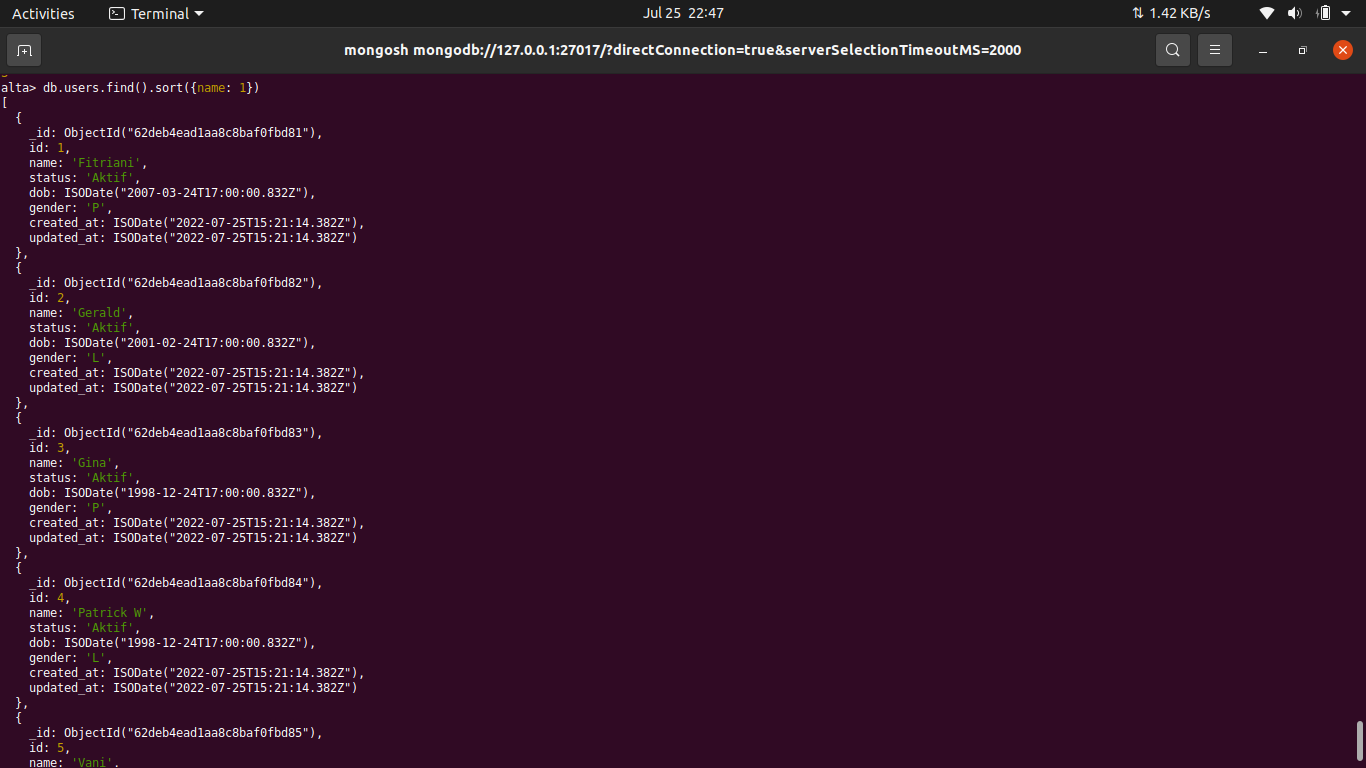 Activities Terminal Jul 25 22:47 1.42 KB/s
mongosh mongodb://127.0.0.1:27017/?directConnection=true&serverSelectionTimeoutMS=2000
alta> db.users.find().sort({name: 1})
[
  {
    _id: ObjectId("62deb4ead1aa8c8baf0fbd81"),
    id: 1,
    name: 'Fitriani',
    status: 'Aktif',
    dob: ISODate("2007-03-24T17:00:00.832Z"),
    gender: 'P',
    created_at: ISODate("2022-07-25T15:21:14.382Z"),
    updated_at: ISODate("2022-07-25T15:21:14.382Z")
  },
  {
    _id: ObjectId("62deb4ead1aa8c8baf0fbd82"),
    id: 2,
    name: 'Gerald',
    status: 'Aktif',
    dob: ISODate("2001-02-24T17:00:00.832Z"),
    gender: 'L',
    created_at: ISODate("2022-07-25T15:21:14.382Z"),
    updated_at: ISODate("2022-07-25T15:21:14.382Z")
  },
  {
    _id: ObjectId("62deb4ead1aa8c8baf0fbd83"),
    id: 3,
    name: 'Gina',
    status: 'Aktif',
    dob: ISODate("1998-12-24T17:00:00.832Z"),
    gender: 'P',
    created_at: ISODate("2022-07-25T15:21:14.382Z"),
    updated_at: ISODate("2022-07-25T15:21:14.382Z")
  },
  {
    _id: ObjectId("62deb4ead1aa8c8baf0fbd84"),
    id: 4,
    name: 'Patrick W',
    status: 'Aktif',
    dob: ISODate("1998-12-24T17:00:00.832Z"),
    gender: 'L',
    created_at: ISODate("2022-07-25T15:21:14.382Z"),
    updated_at: ISODate("2022-07-25T15:21:14.382Z")
  },
  {
    _id: ObjectId("62deb4ead1aa8c8baf0fbd85"),
    id: 5,
    name: 'Vani',